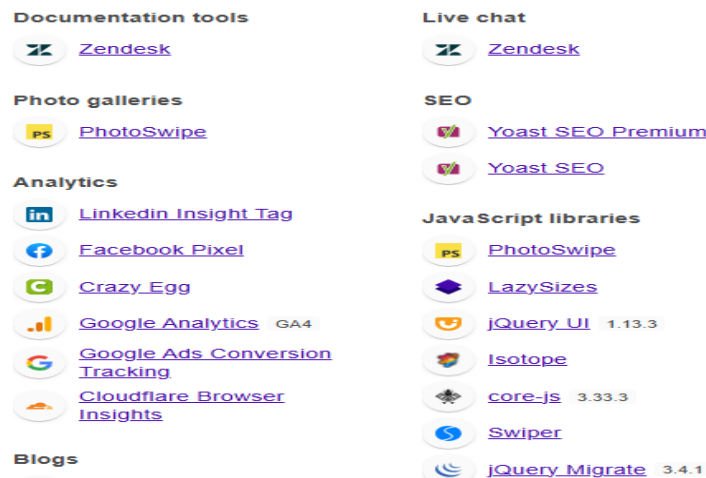 Documentation tools
Zendesk
Photo galleries
PS PhotoSwipe
Analytics
in Linkedin Insight Tag
Facebook Pixel
Crazy Egg
Google Analytics GA4
Google Ads Conversion
Tracking
Cloudflare Browser
Insights
Blogs
Live chat
Zendesk
SEO
Yoast SEO Premium
Yoast SEO
JavaScript libraries
PS PhotoSwipe
LazySizes
jQuery UI 1.13.3
Isotope
core-js 3.33.3
Swiper
jQuery Migrate 3.4.1